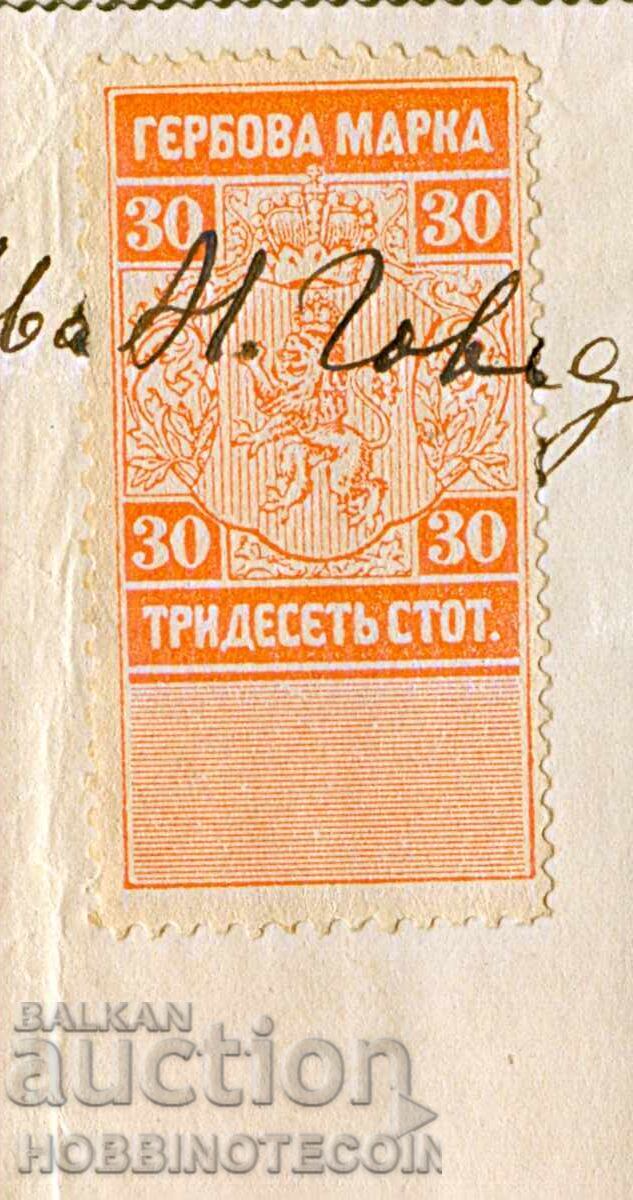 ГЕРБОВА МАРКА
30 30
Н.
30 30
ТРИДЕСЕТЬ СТОТ.
BALKAN
auction
HOBBINOTECOIN